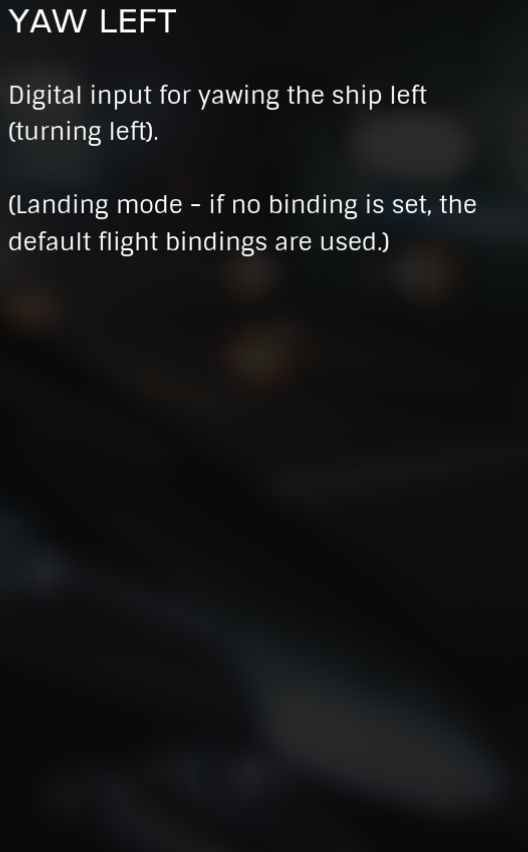 YAW LEFT
Digital input for yawing the ship left
(turning left).
(Landing mode - if no binding is set, the
default flight bindings are used.)